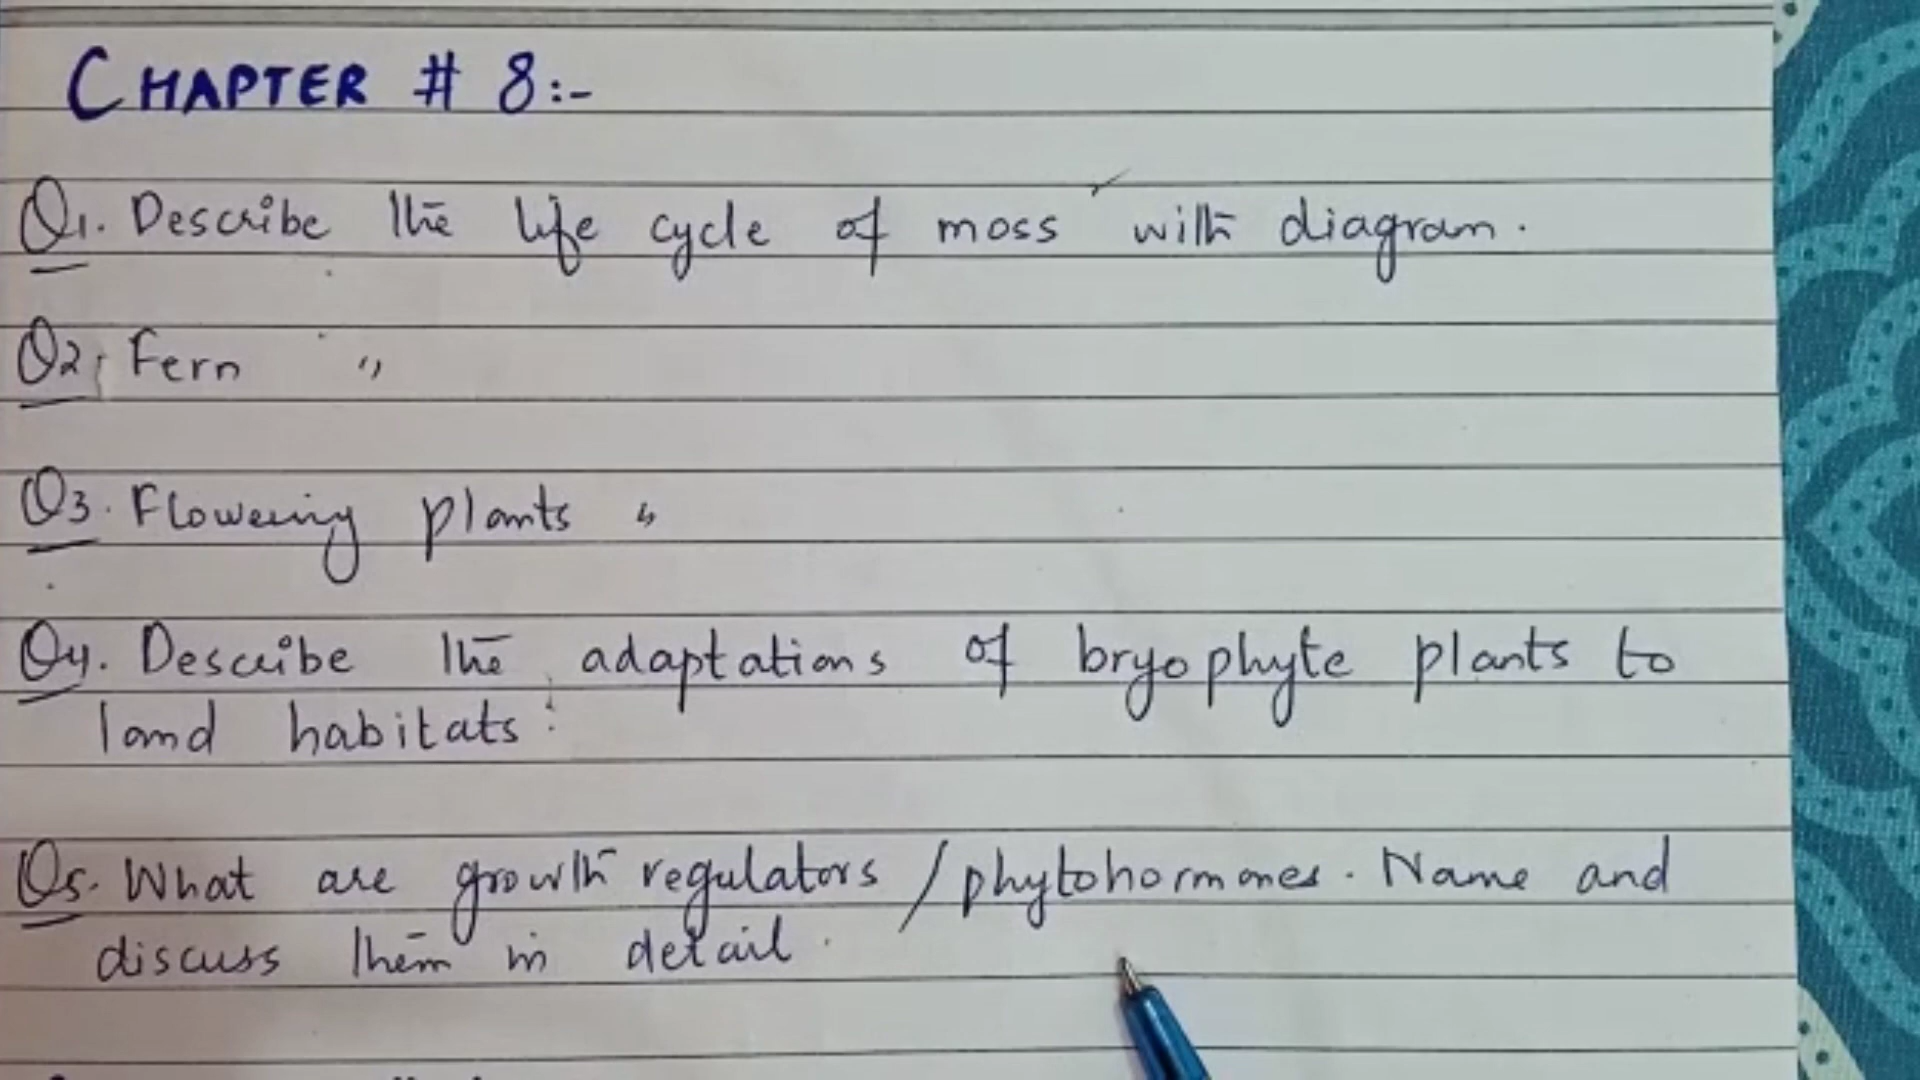 CHAPTER # 8:-
Q1. Describe the life cycle of moss with diagram.
Q2. Fern "
Q3. Flowering plants "
Q4. Describe the adaptations of bryophyte plants to
land habitats.
Q5. What are growth regulators / phytohormones. Name and
discuss them in detail.